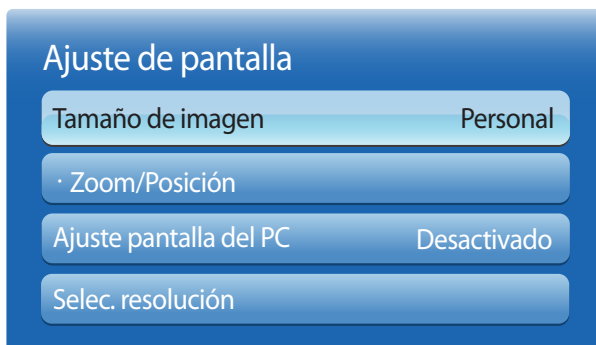 Ajuste de pantalla
Tamaño de imagen Personal
· Zoom/Posición
Ajuste pantalla del PC Desactivado
Selec. resolución